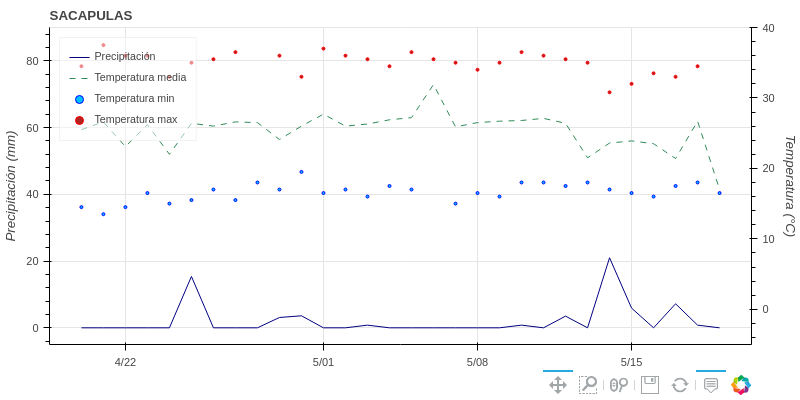 SACAPULAS
Precipitación
Temperatura media
Temperatura min
Temperatura max
Precipitación (mm)
80
60
40
20
0
Temperatura (°C)
40
30
20
10
0
4/22
5/01
5/08
5/15